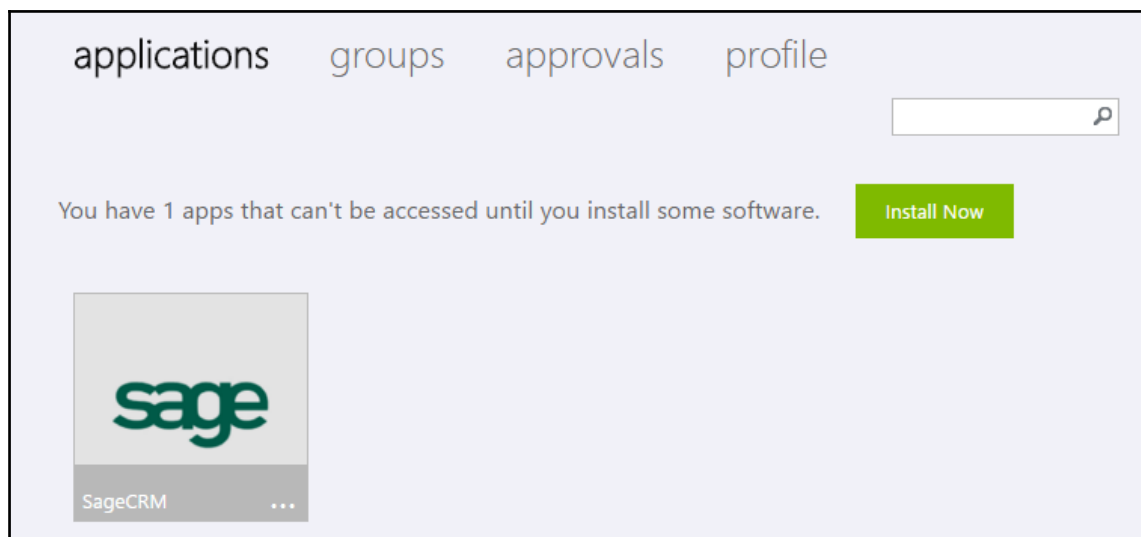 applications groups approvals profile
You have 1 apps that can't be accessed until you install some software. Install Now
sage
SageCRM ...